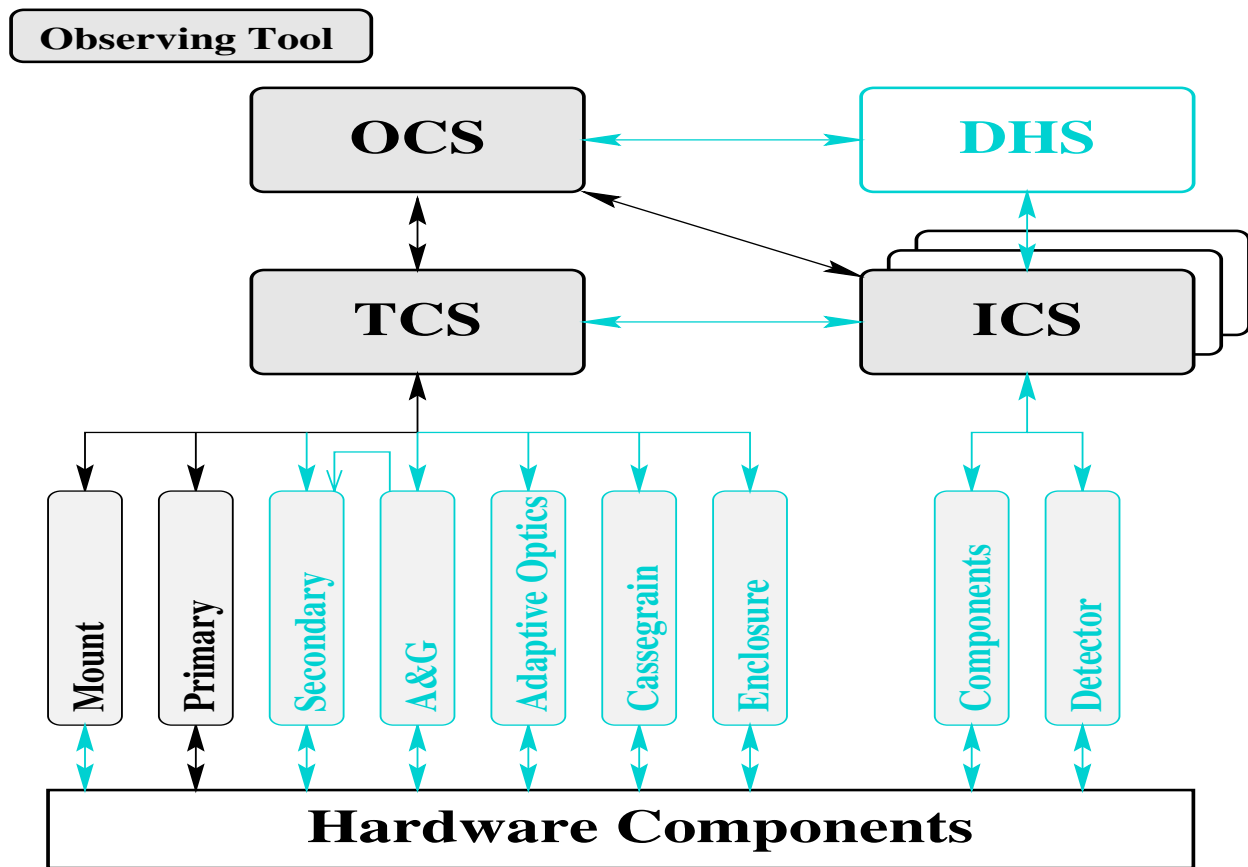 Observing Tool
OCS
DHS
TCS
ICS
Mount
Primary
Secondary
A&G
Adaptive Optics
Cassegrain
Enclosure
Components
Detector
Hardware Components